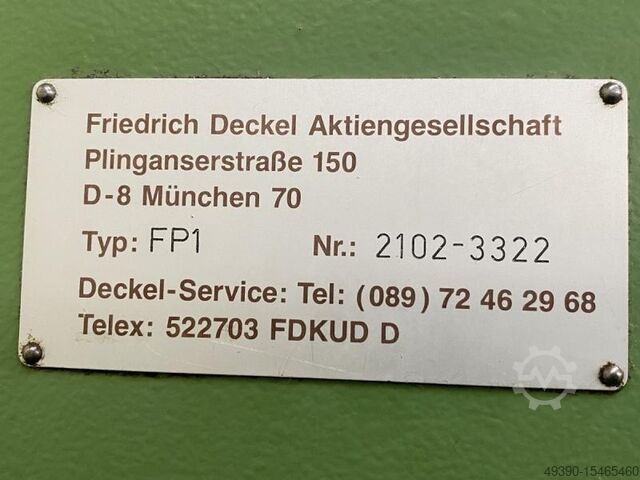 Friedrich Deckel Aktiengesellschaft
Plinganserstraße 150
D-8 München 70
Typ: FP1 Nr.: 2102-3322
Deckel-Service: Tel: (089) 72 46 29 68
Telex: 522703 FDKUD D
49390-15465460